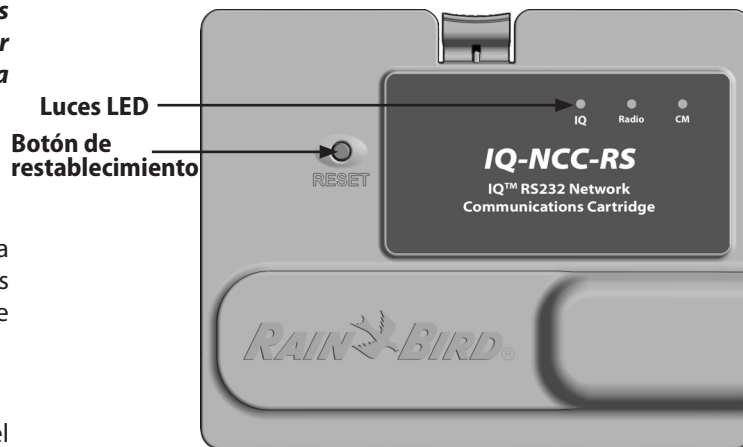 s
r
a
Luces LED
Botón de
restablecimiento
RESET
IQ
Radio
CM
IQ-NCC-RS
IQ™ RS232 Network
Communications Cartridge
a
s
e
RAIN BIRD®
el